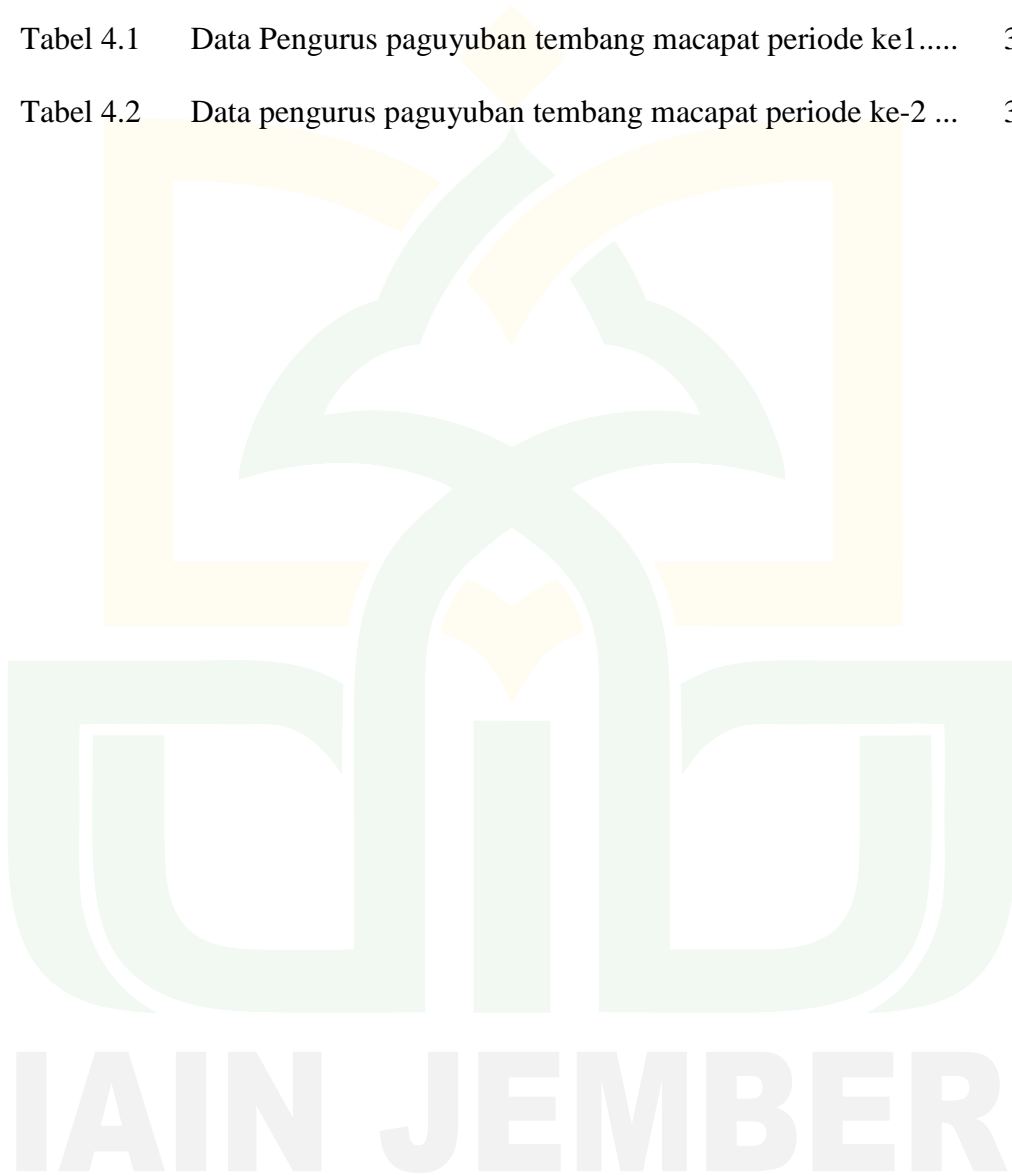 Tabel 4.1 Data Pengurus paguyuban tembang macapat periode ke1.....
Tabel 4.2 Data pengurus paguyuban tembang macapat periode ke-2 ...
IAIN JEMBER